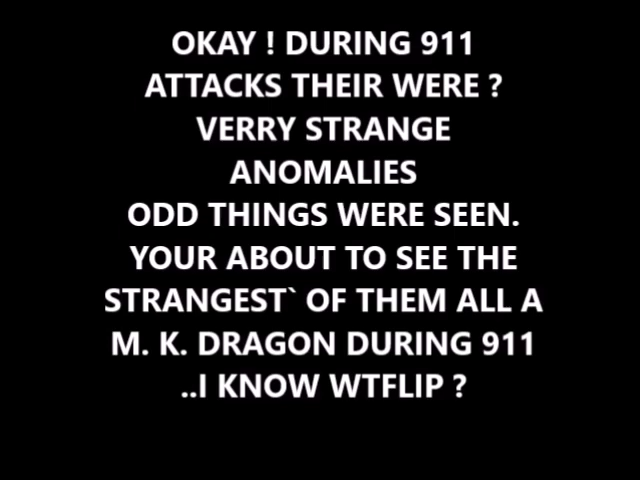 OKAY ! DURING 911
ATTACKS THEIR WERE ?
VERRY STRANGE
ANOMALIES
ODD THINGS WERE SEEN.
YOUR ABOUT TO SEE THE
STRANGEST` OF THEM ALL A
M. K. DRAGON DURING 911
..I KNOW WTFLIP ?